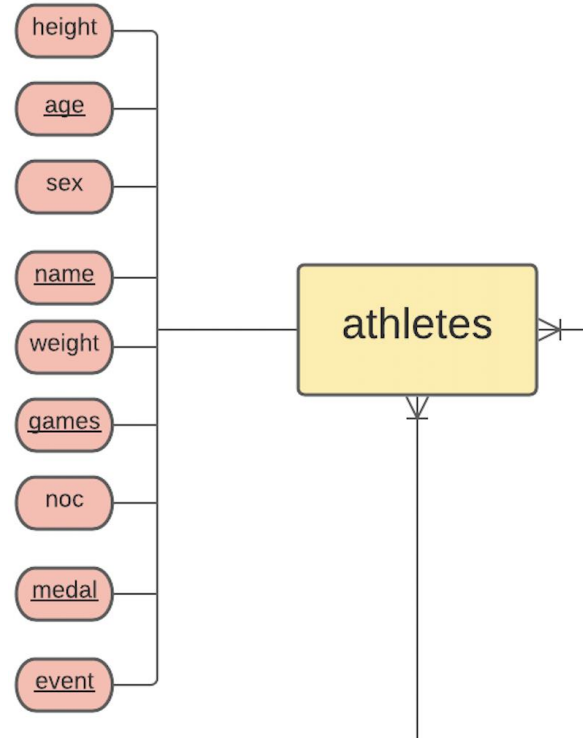 height
age
sex
name
weight
games
noc
medal
event
athletes